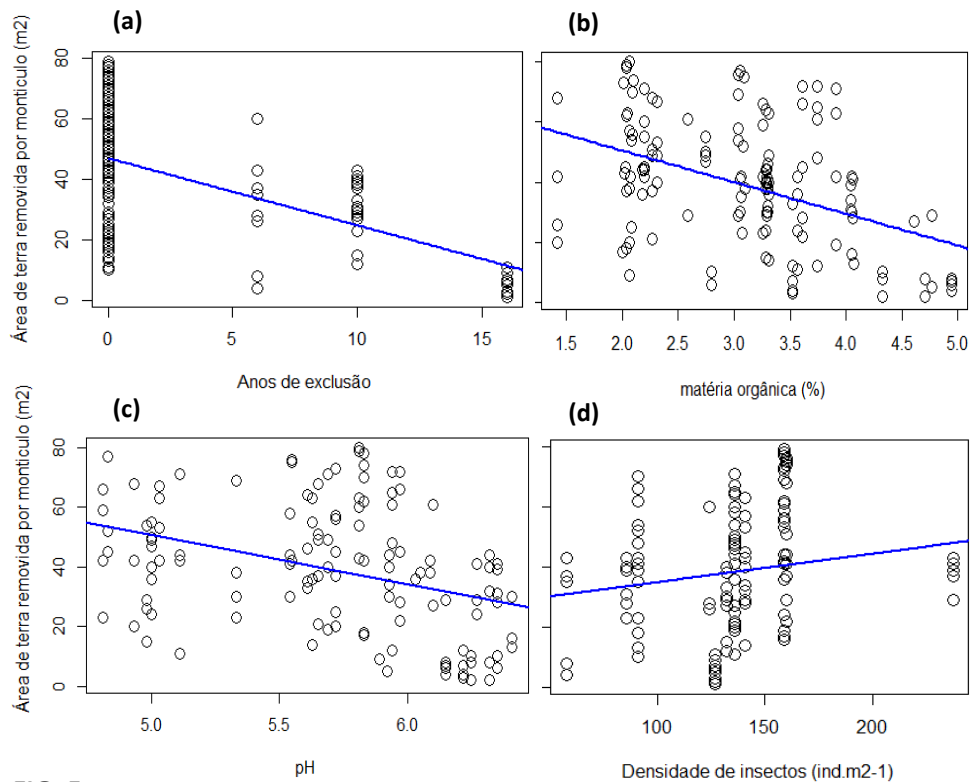 (a)
(b)
Área de terra removida por monticulo (m2)
80
60
40
20
0
0 5 10 15
1.5 2.0 2.5 3.0 3.5 4.0 4.5 5.0
Anos de exclusão
matéria orgânica (%)
(c)
(d)
Área de terra removida por monticulo (m2)
80
60
40
20
0
5.0 5.5 6.0
100 150 200
pH
Densidade de insectos (ind.m2-1)